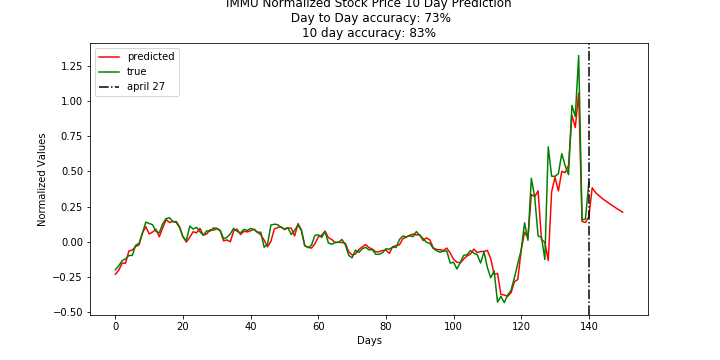 IMMU Normalized Stock Price 10 Day Prediction
Day to Day accuracy: 73%
10 day accuracy: 83%
predicted
true
april 27
Normalized Values
1.25
1.00
0.75
0.50
0.25
0.00
−0.25
−0.50
0 20 40 60 80 100 120 140
Days